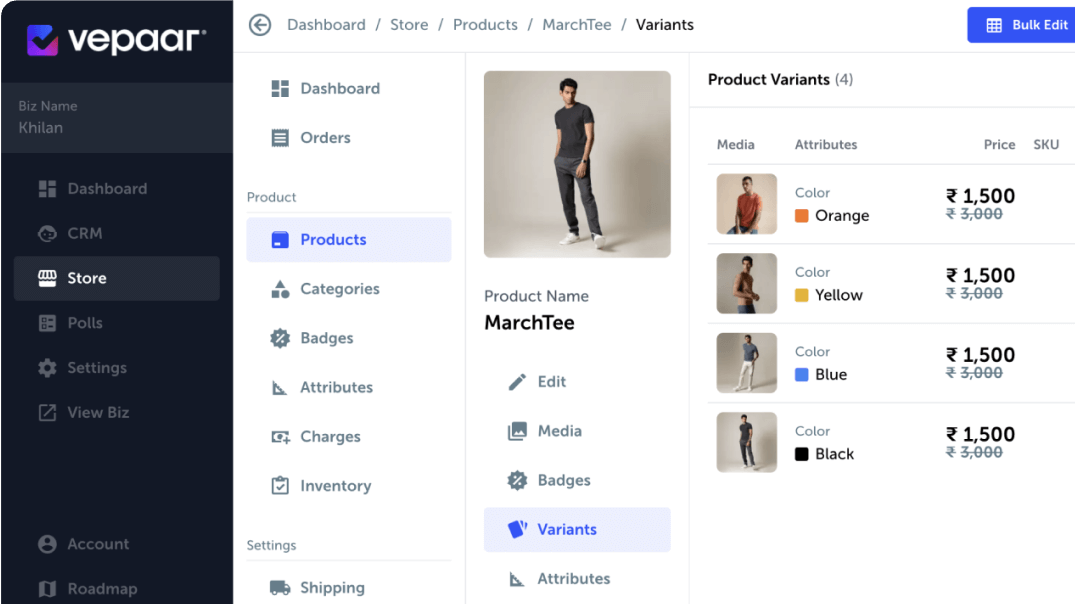 vepaar
Dashboard / Store / Products / MarchTee / Variants
Bulk Edit
Biz Name
Khilan
Dashboard
CRM
Store
Polls
Settings
View Biz
Account
Roadmap
Dashboard
Orders
Product
Products
Categories
Badges
Attributes
Charges
Inventory
Settings
Shipping
Product Name
MarchTee
Edit
Media
Badges
Variants
Attributes
Product Variants (4)
Media Attributes Price SKU
Color
Orange
₹ 1,500
₹ 3,000
Color
Yellow
₹ 1,500
₹ 3,000
Color
Blue
₹ 1,500
₹ 3,000
Color
Black
₹ 1,500
₹ 3,000